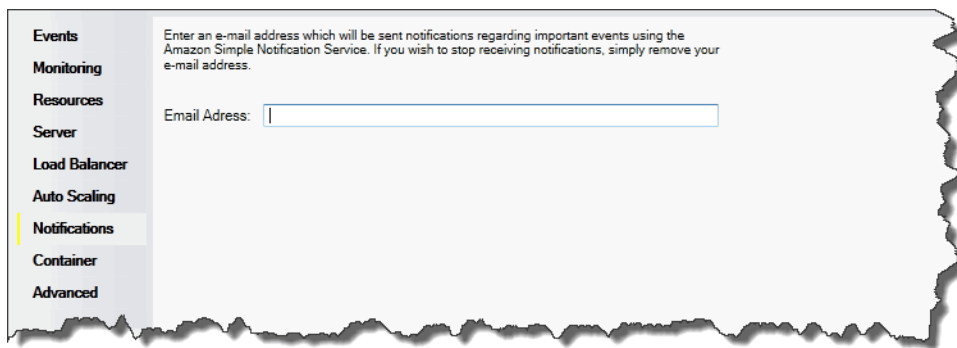 Events
Monitoring
Resources
Server
Load Balancer
Auto Scaling
Notifications
Container
Advanced
Enter an e-mail address which will be sent notifications regarding important events using the
Amazon Simple Notification Service. If you wish to stop receiving notifications, simply remove your
e-mail address.
Email Adress: